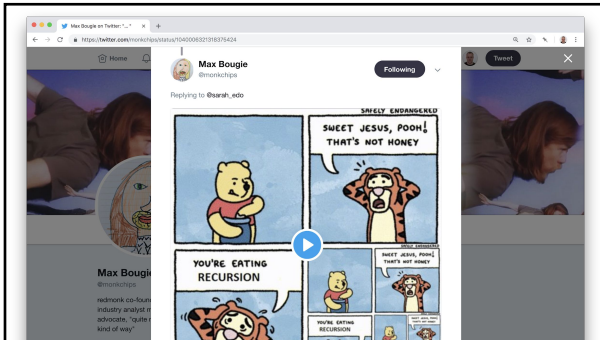 Max Bougie on Twitter: "..."
https://twitter.com/monkchips/status/1040006321318375424
Home
Tweet
Max Bougie
@monkchips
Following
Replying to @sarah_edo
SAFELY ENDANGERED
SWEET JESUS, POOH!
THAT'S NOT HONEY
YOU'RE EATING
RECURSION
SAFELY ENDANGERED
SWEET JESUS, POOH!
THAT'S NOT HONEY
YOU'RE EATING
RECURSION
Max Bougie
@monkchips
redmonk co-foun
industry analyst m
advocate, "quite r
kind of way"